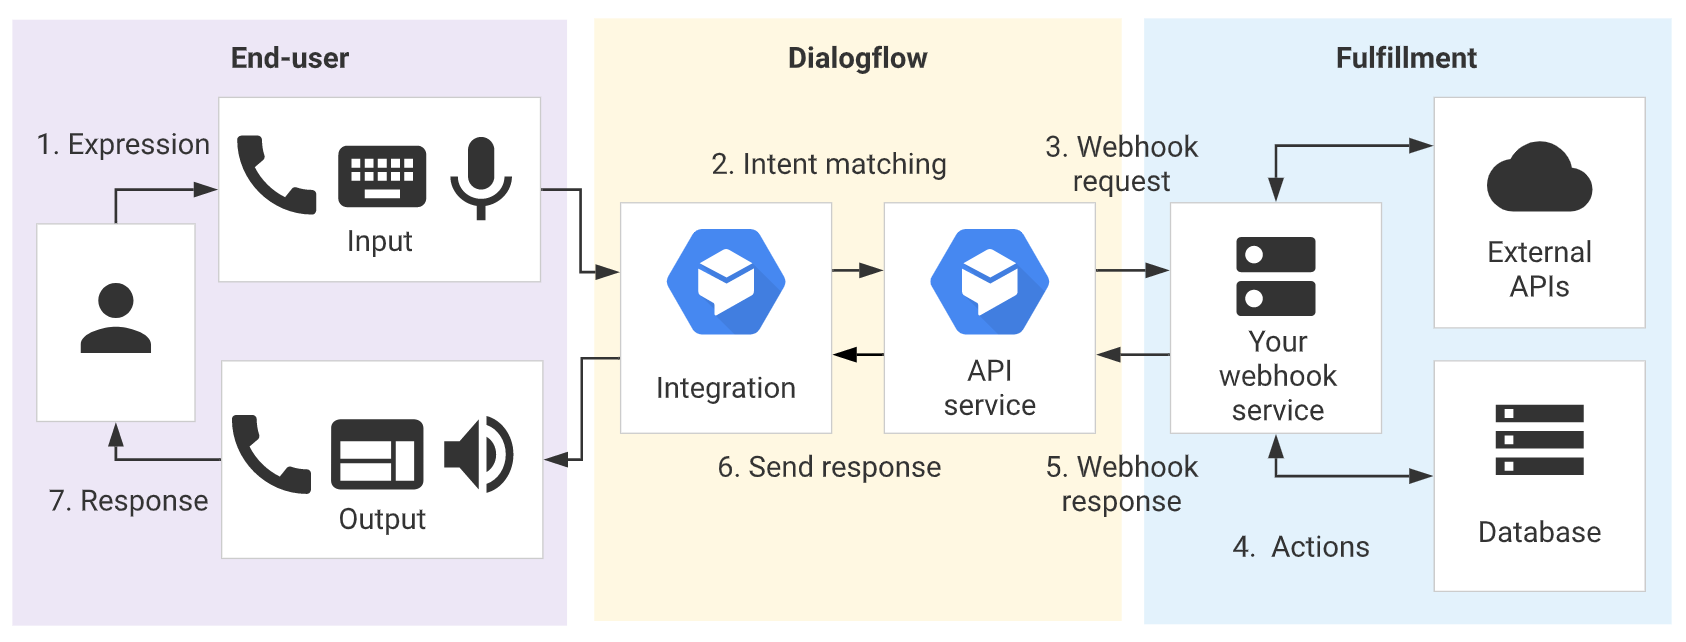 End-user
Dialogflow
Fulfillment
1. Expression
Input
2. Intent matching
3. Webhook
request
External
APIs
Integration
API
service
Your
webhook
service
7. Response
Output
6. Send response
5. Webhook
response
4. Actions
Database